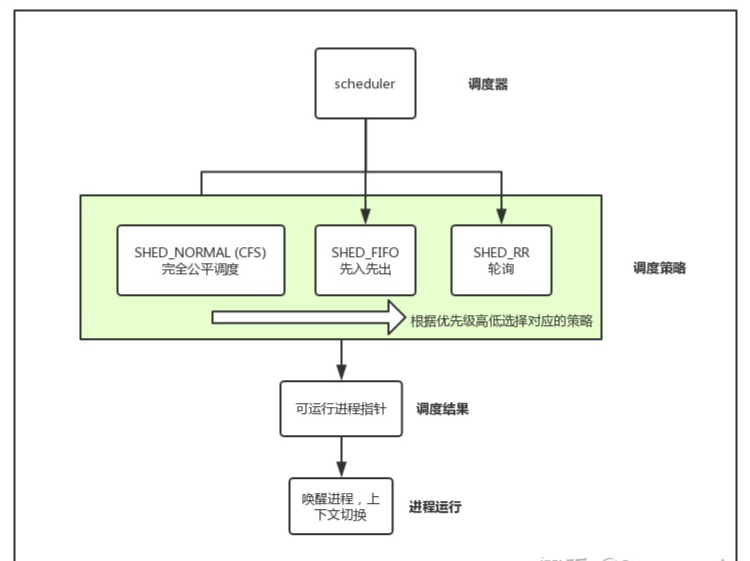 scheduler
调度器
SHED_NORMAL (CFS)
完全公平调度
SHED_FIFO
先入先出
SHED_RR
轮询
调度策略
根据优先级高低选择对应的策略
可运行进程指针
调度结果
唤醒进程，上
下文切换
进程运行